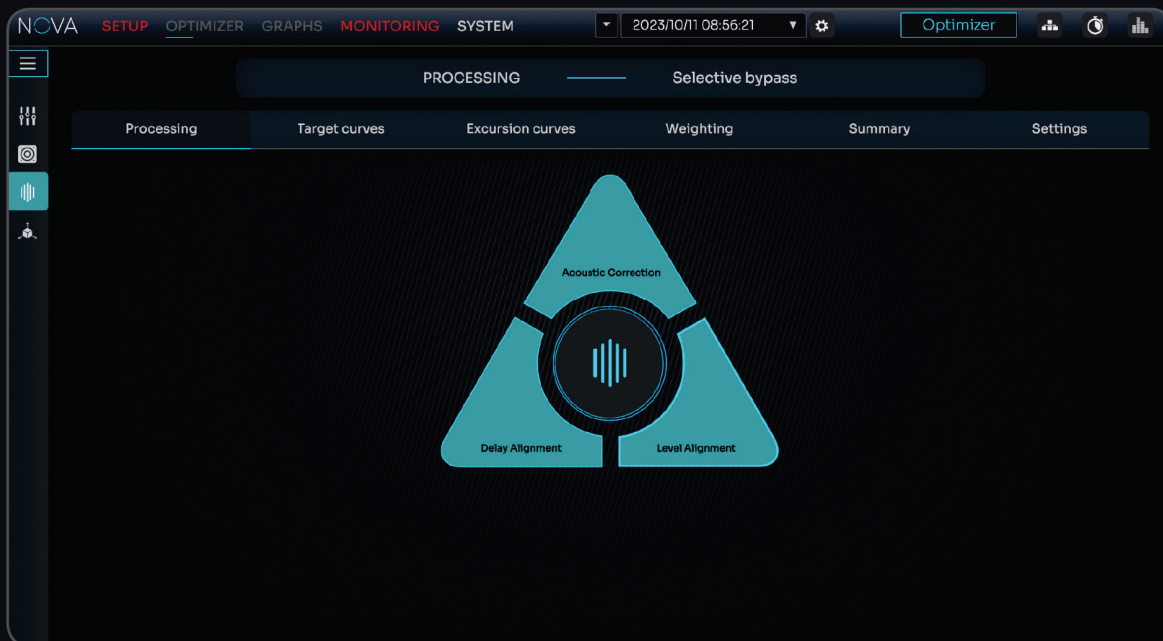 NOVA SETUP OPTIMIZER GRAPHS MONITORING SYSTEM 2023/10/11 08:56:21 Optimizer
PROCESSING Selective bypass
Processing Target curves Excursion curves Weighting Summary Settings
Acoustic Correction
Delay Alignment Level Alignment